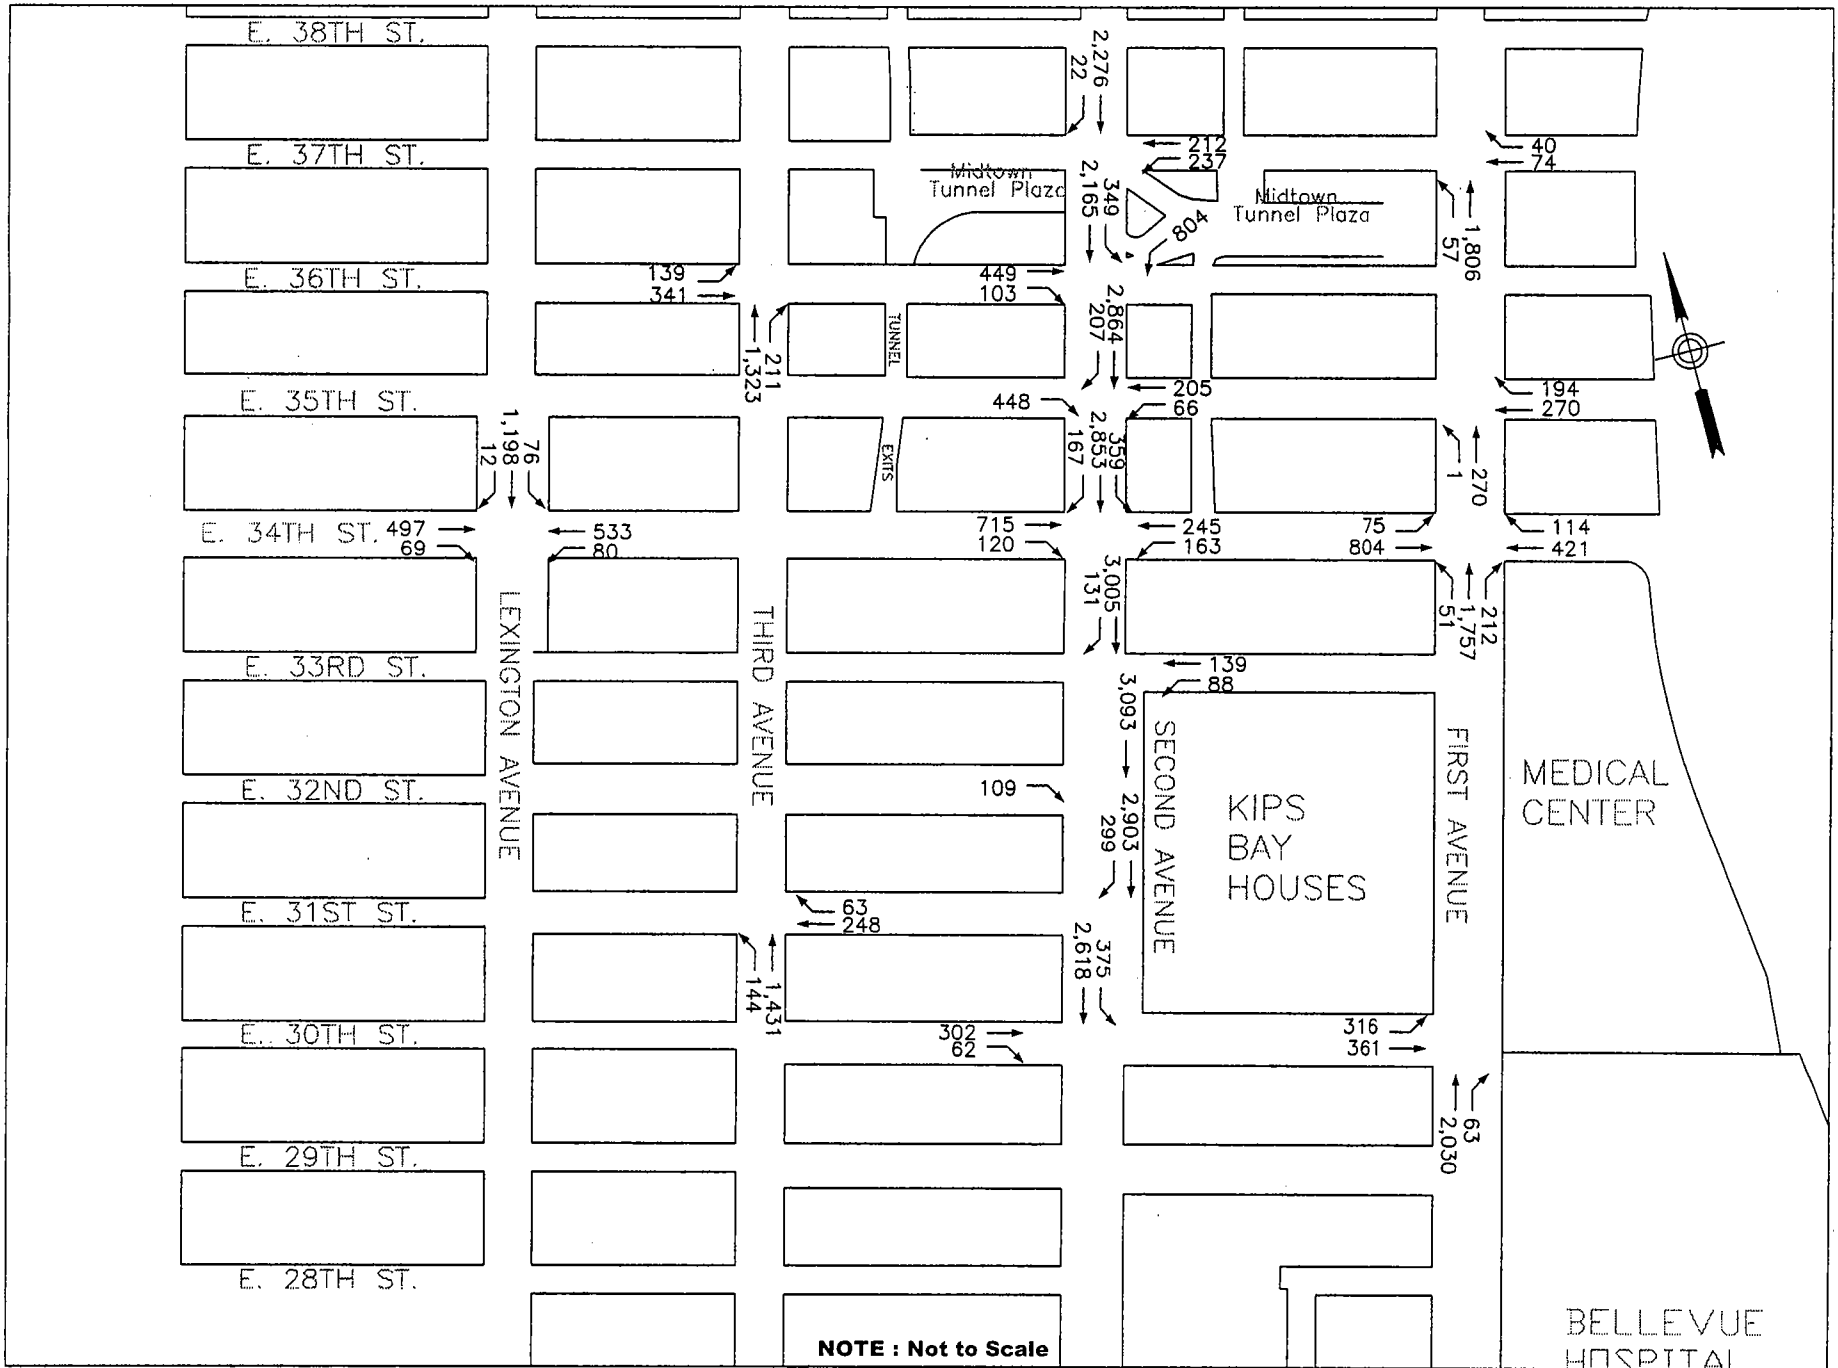 E. 38TH ST.
2,276
22
E. 37TH ST.
212
237
40
74
Midtown
Tunnel Plaza
2,165
349
804
Midtown
Tunnel Plaza
1,806
57
E. 36TH ST.
139
341
449
103
211
1,323
TUNNEL
2,864
207
E. 35TH ST.
205
66
194
270
448
76
1,198
12
EXITS
359
2,853
167
270
1
E. 34TH ST.
497
69
533
80
715
120
245
163
75
804
114
421
3,005
131
212
1,757
51
E. 33RD ST.
139
88
LEXINGTON AVENUE
THIRD AVENUE
3,093
SECOND AVENUE
FIRST AVENUE
MEDICAL
CENTER
E. 32ND ST.
109
2,903
299
KIPS
BAY
HOUSES
E. 31ST ST.
63
248
375
2,618
1,431
144
E. 30TH ST.
302
62
316
361
63
2,030
E. 29TH ST.
E. 28TH ST.
BELLEVUE
HOSPITAL
NOTE : Not to Scale